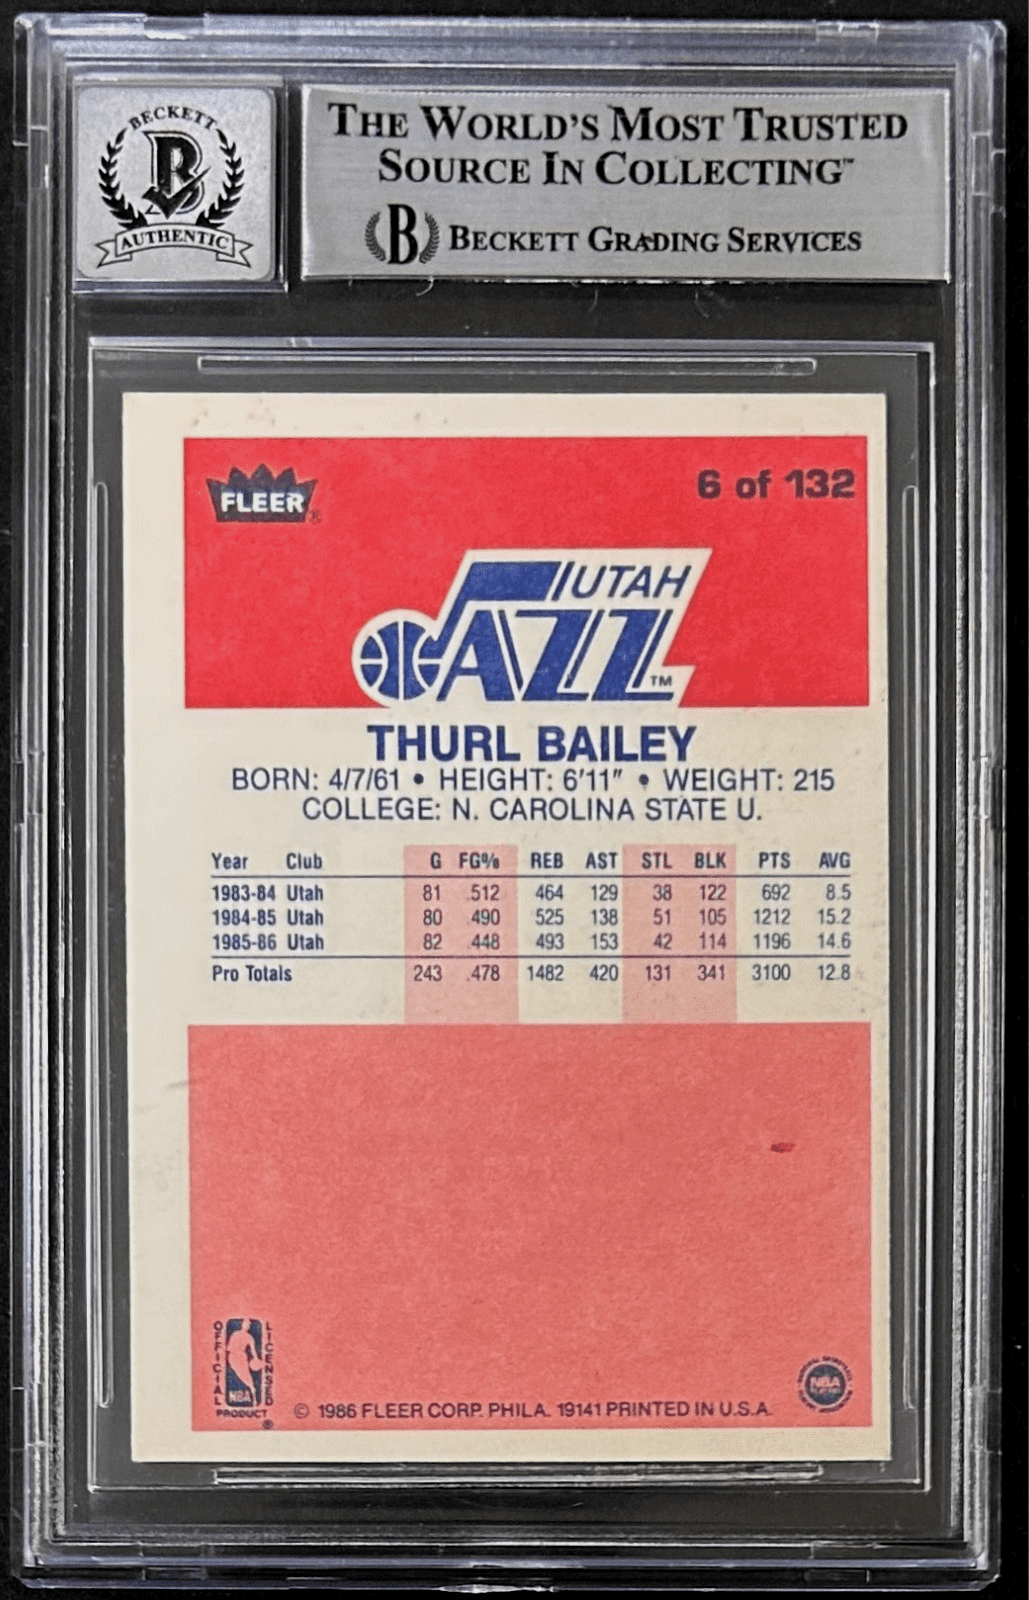 BECKETT
B
AUTHENTIC
THE WORLD'S MOST TRUSTED
SOURCE IN COLLECTING™
B BECKETT GRADING SERVICES
FLEER®
6 of 132
UTAH
JAZZ™
THURL BAILEY
BORN: 4/7/61 • HEIGHT: 6'11" • WEIGHT: 215
COLLEGE: N. CAROLINA STATE U.
Year Club G FG% REB AST STL BLK PTS AVG
1983-84 Utah 81 .512 464 129 38 122 692 8.5
1984-85 Utah 80 .490 525 138 51 105 1212 15.2
1985-86 Utah 82 .448 493 153 42 114 1196 14.6
Pro Totals 243 .478 1482 420 131 341 3100 12.8
OFFICIAL LICENSED
NBA
PRODUCT ®
© 1986 FLEER CORP. PHILA. 19141 PRINTED IN U.S.A.
NBA